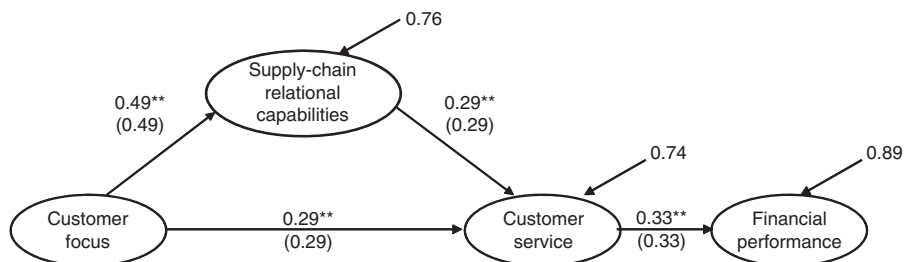 0.76
Supply-chain
relational
capabilities
0.49**
(0.49)
0.29**
(0.29)
0.74
0.89
Customer
focus
0.29**
(0.29)
Customer
service
0.33**
(0.33)
Financial
performance